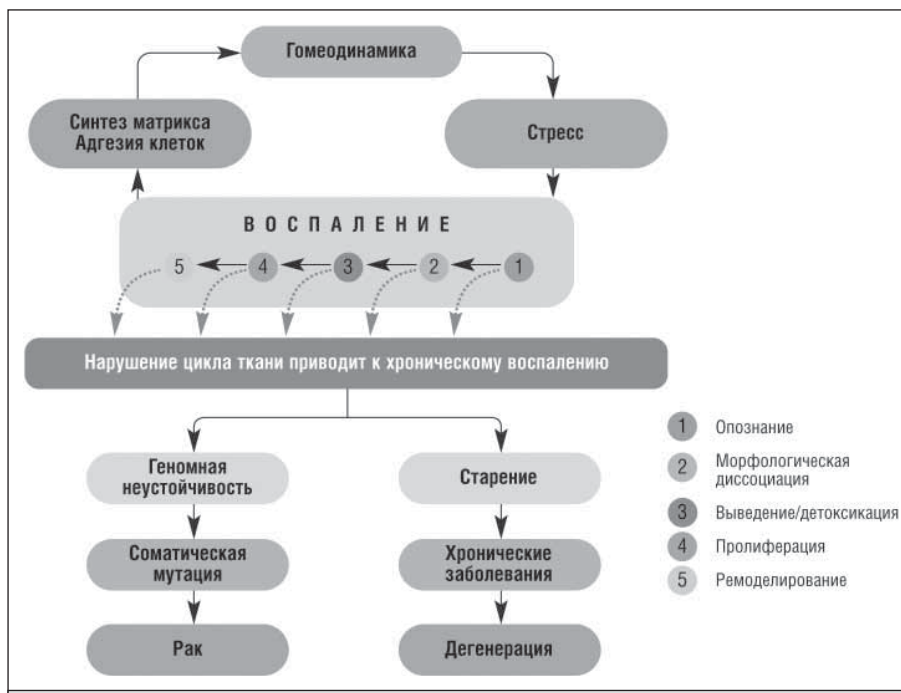 Гомеодинамика
Синтез матрикса
Адгезия клеток
Стресс
ВОСПАЛЕНИЕ
5 4 3 2 1
Нарушение цикла ткани приводит к хроническому воспалению
Геномная
неустойчивость
Старение
Соматическая
мутация
Хронические
заболевания
Рак
Дегенерация
1 Опознание
2 Морфологическая
диссоциация
3 Выведение/детоксикация
4 Пролиферация
5 Ремоделирование